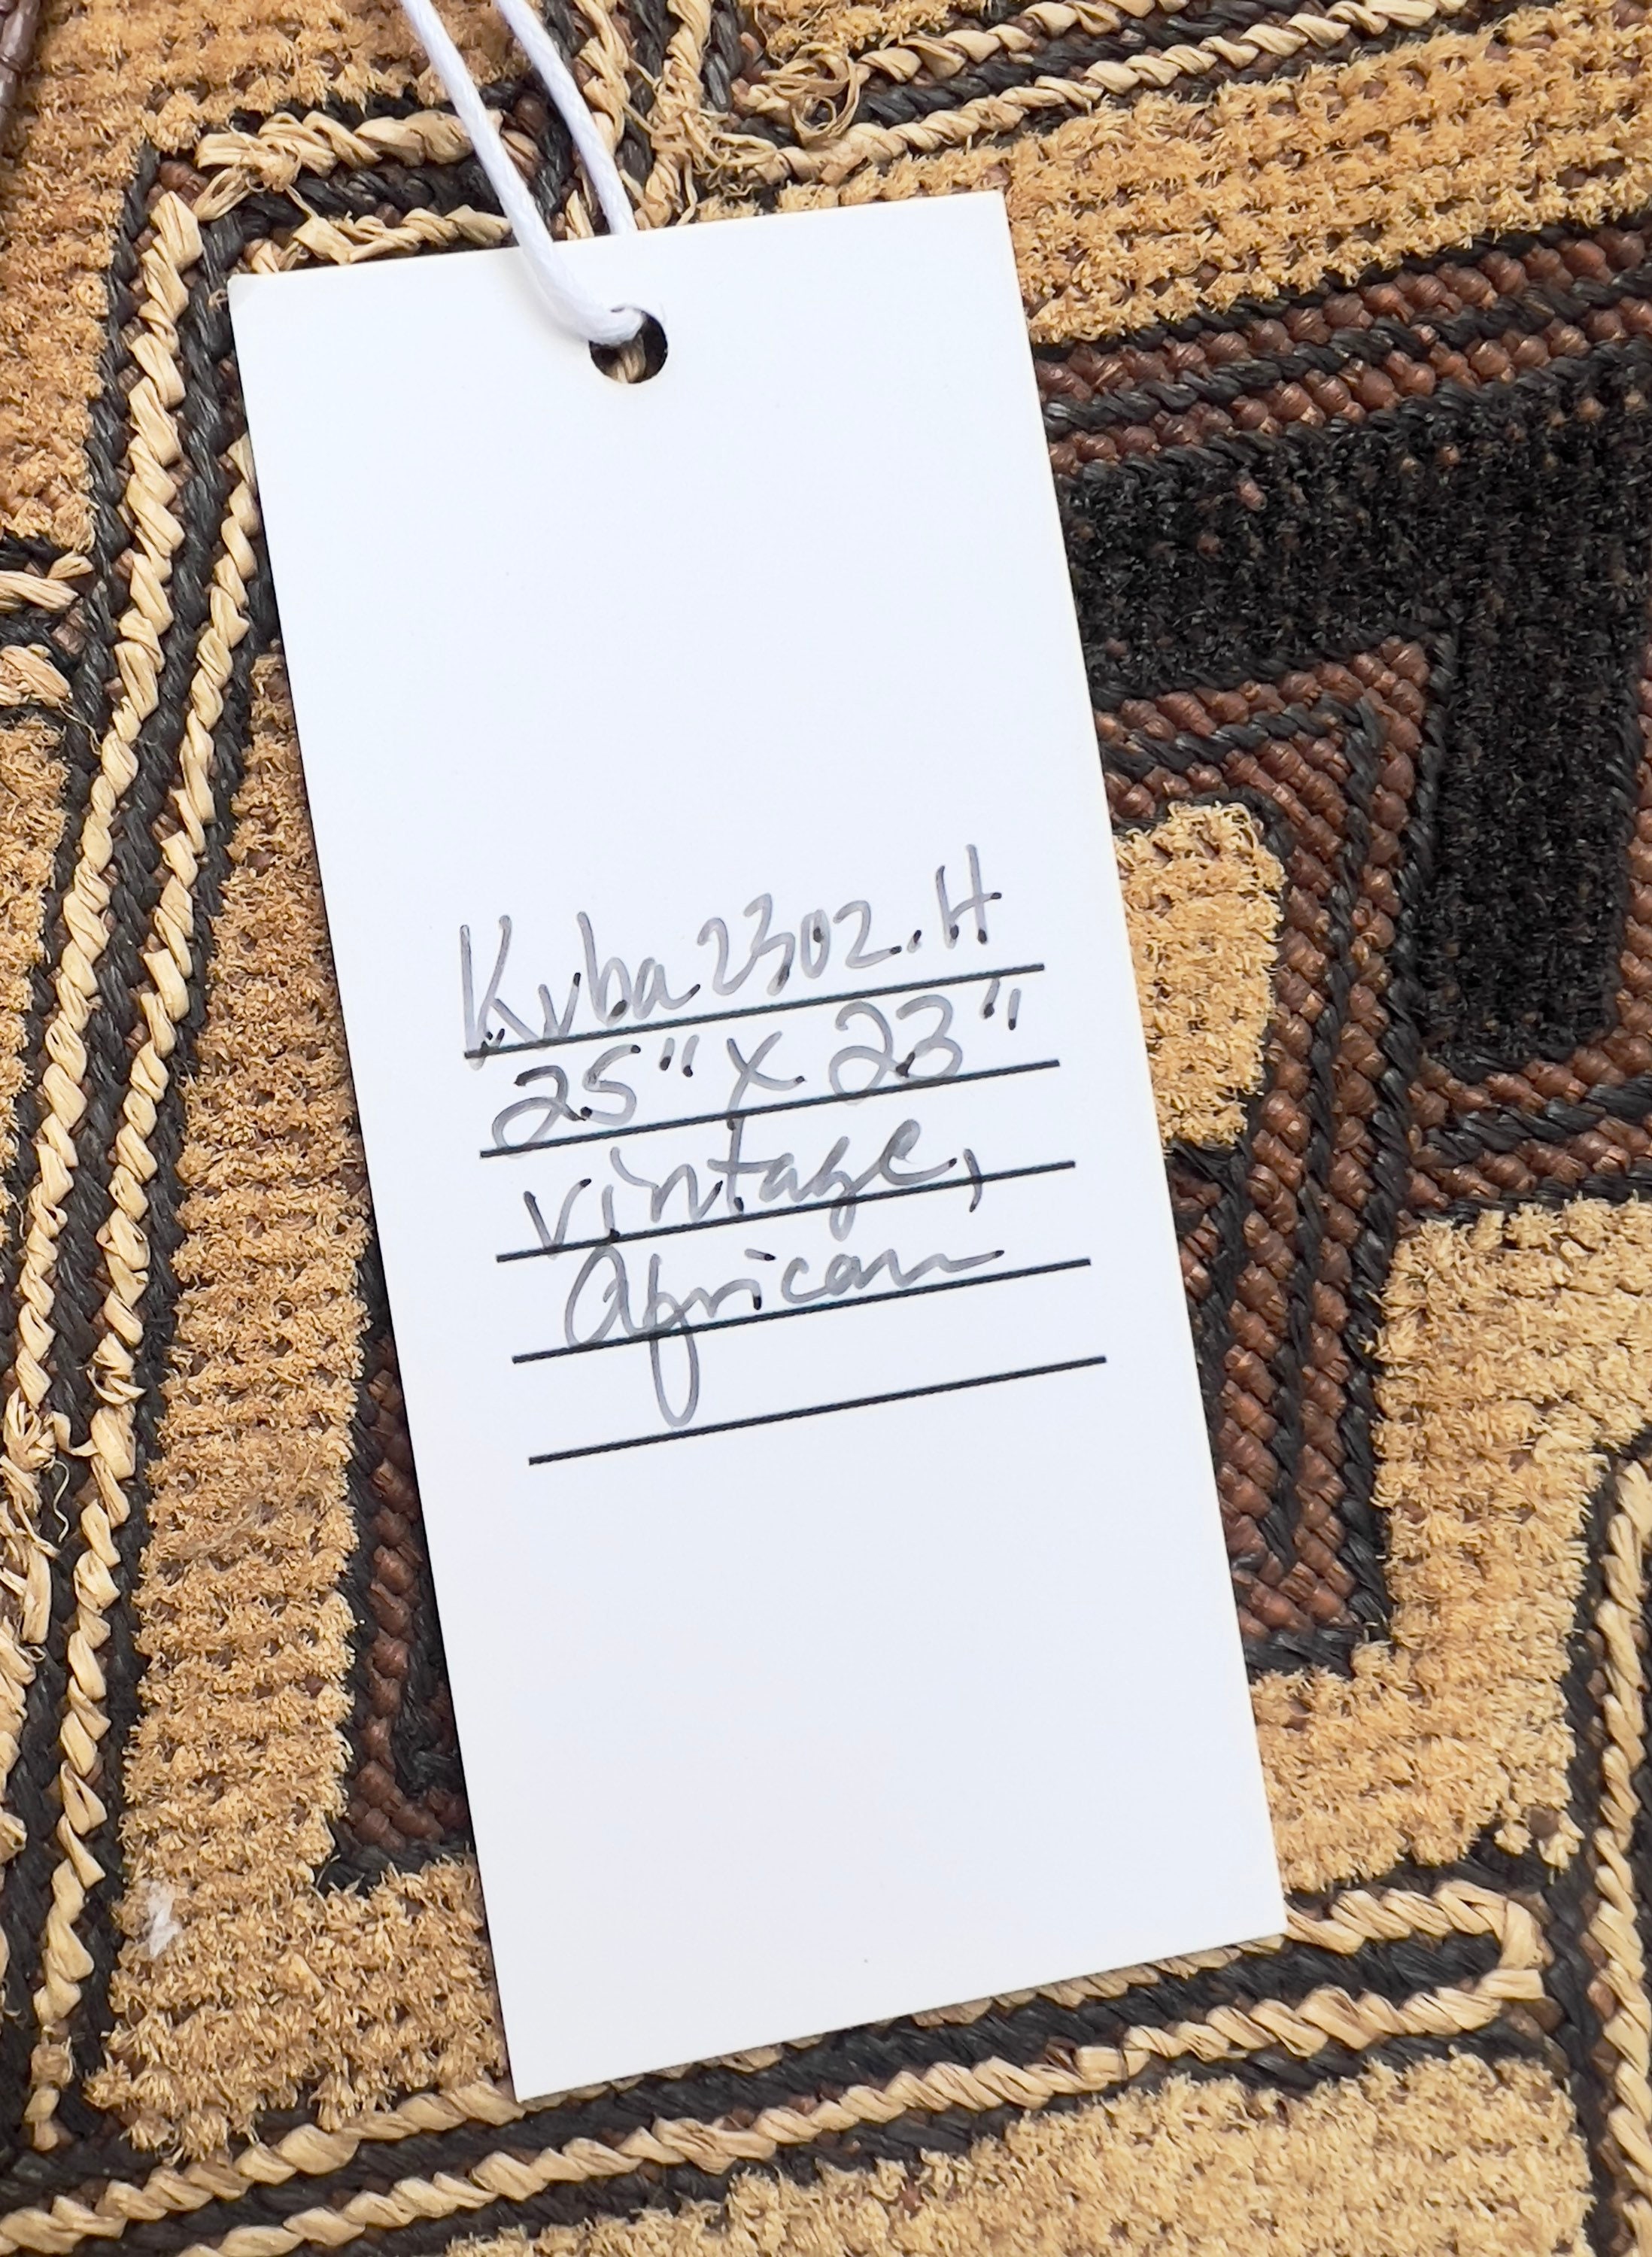 Kuba2302.H
25" x 23"
vintage,
African